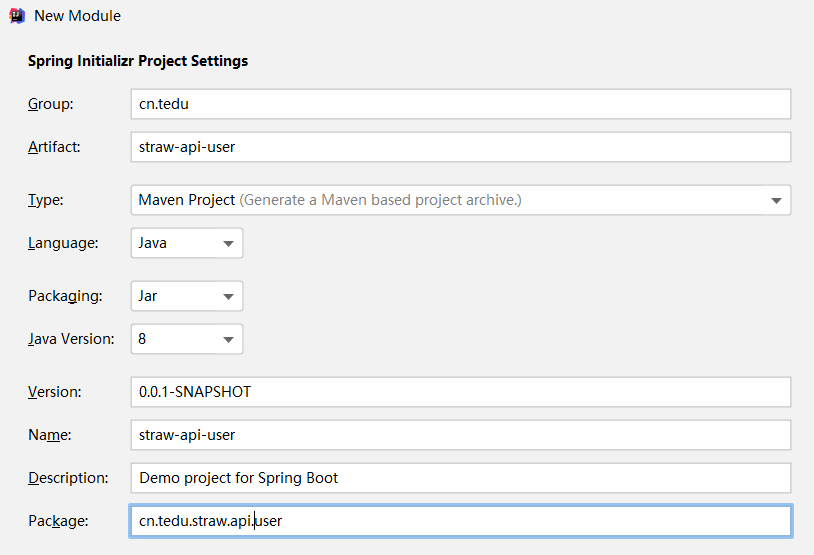 New Module
Spring Initializr Project Settings
Group: cn.tedu
Artifact: straw-api-user
Type: Maven Project (Generate a Maven based project archive.)
Language: Java
Packaging: Jar
Java Version: 8
Version: 0.0.1-SNAPSHOT
Name: straw-api-user
Description: Demo project for Spring Boot
Package: cn.tedu.straw.api.user